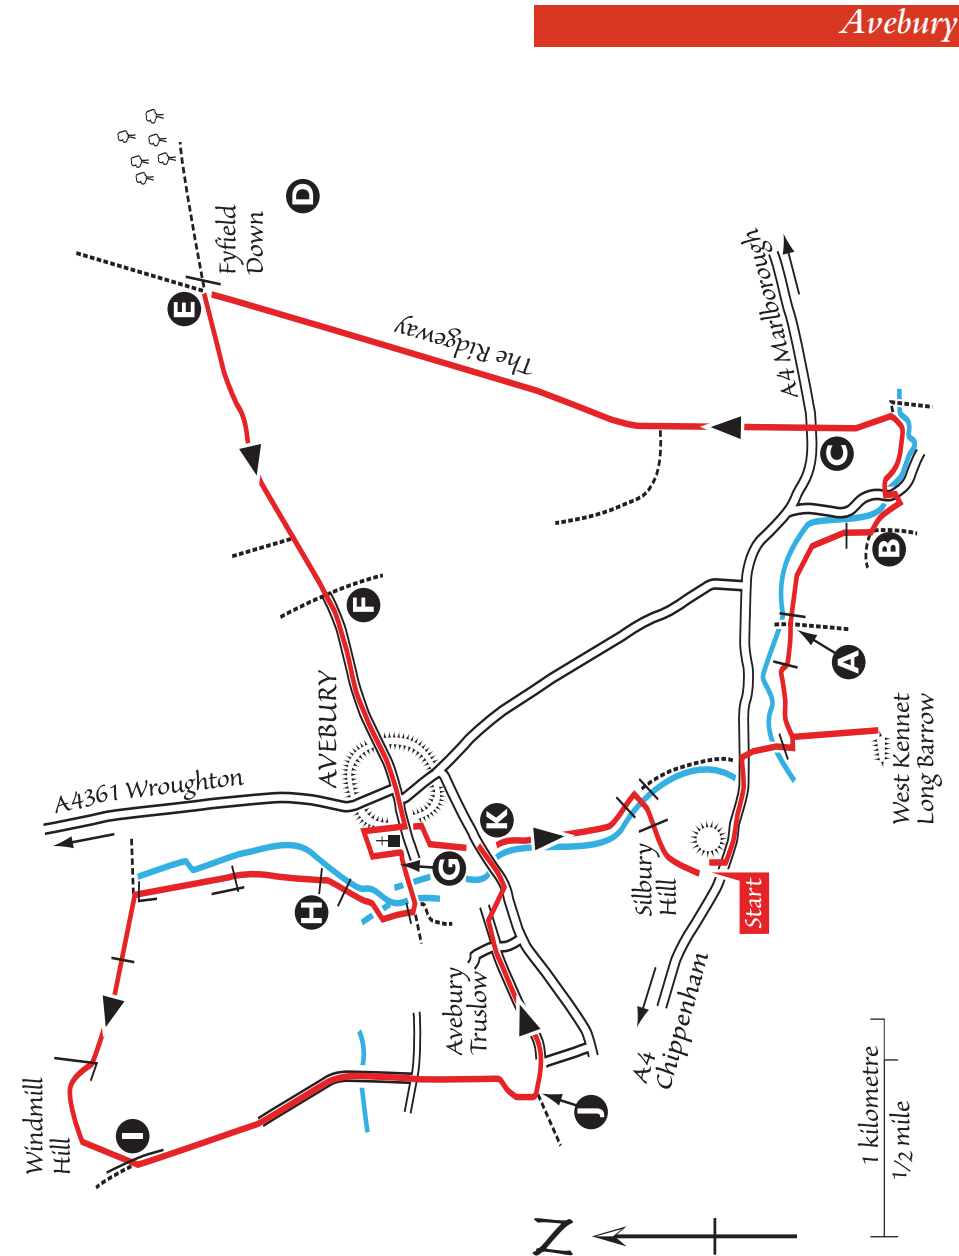 Avebury
D
Fyfield
Down
E
The Ridgeway
A4 Marlborough
C
B
F
A
AVEBURY
A4361 Wroughton
West Kennet
Long Barrow
K
G
Silbury
Hill
Start
H
Avebury
Truslow
A4
Chippenham
Windmill
Hill
I
J
1 kilometre
1/2 mile
N